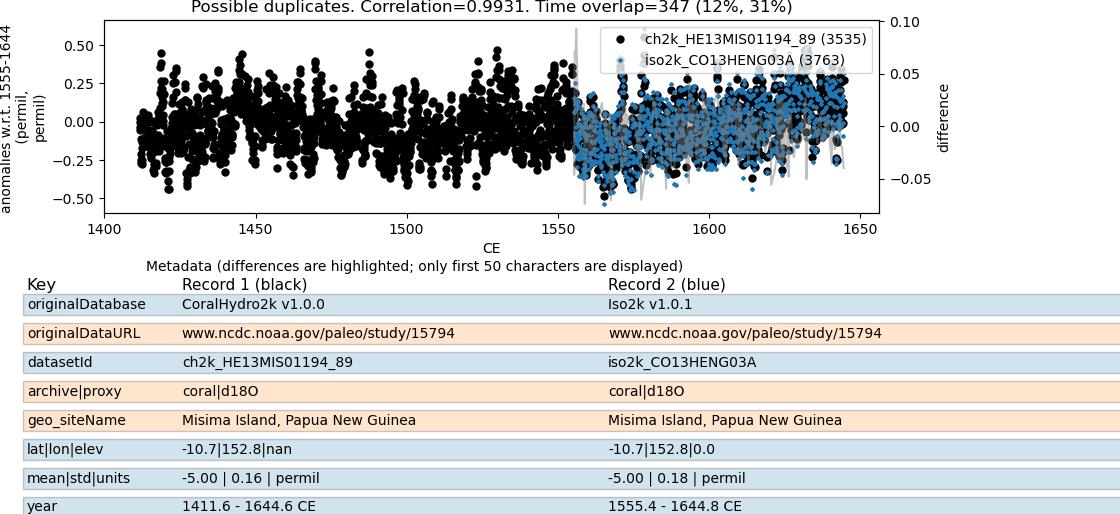 Possible duplicates. Correlation=0.9931. Time overlap=347 (12%, 31%)
anomalies w.r.t. 1555-1644
(permil,
permil)
0.50
0.25
0.00
−0.25
−0.50
ch2k_HE13MIS01194_89 (3535)
iso2k_CO13HENG03A (3763)
0.10
0.05
0.00
−0.05
difference
1400 1450 1500 1550 1600 1650
CE
Metadata (differences are highlighted; only first 50 characters are displayed)
Key Record 1 (black) Record 2 (blue)
originalDatabase CoralHydro2k v1.0.0 Iso2k v1.0.1
originalDataURL www.ncdc.noaa.gov/paleo/study/15794 www.ncdc.noaa.gov/paleo/study/15794
datasetId ch2k_HE13MIS01194_89 iso2k_CO13HENG03A
archive|proxy coral|d18O coral|d18O
geo_siteName Misima Island, Papua New Guinea Misima Island, Papua New Guinea
lat|lon|elev -10.7|152.8|nan -10.7|152.8|0.0
mean|std|units -5.00 | 0.16 | permil -5.00 | 0.18 | permil
year 1411.6 - 1644.6 CE 1555.4 - 1644.8 CE